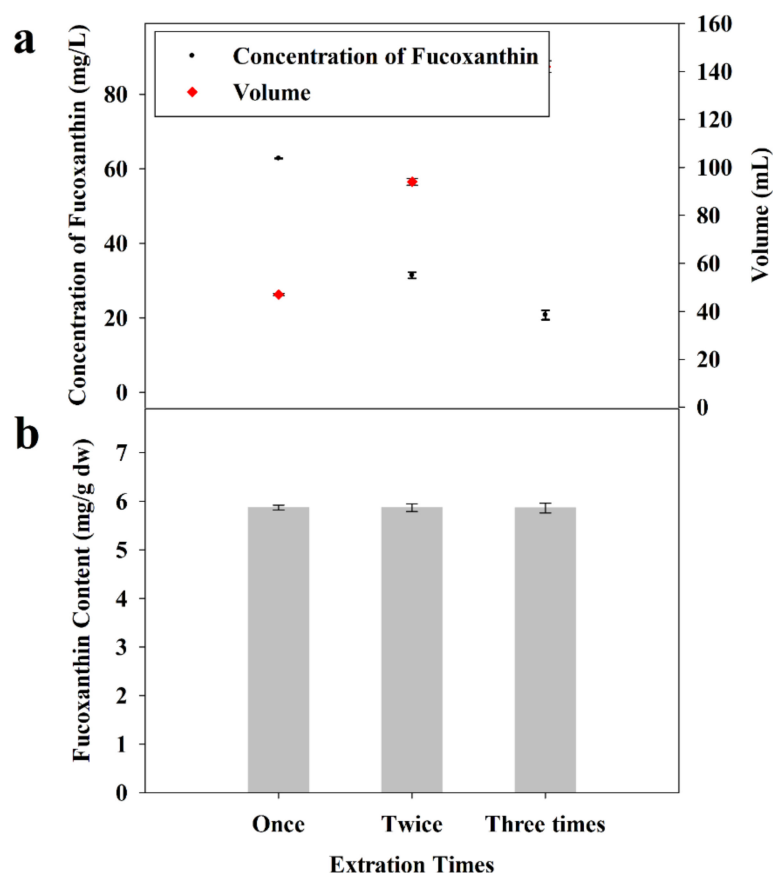 a
Concentration of Fucoxanthin (mg/L)
80
60
40
20
0
Concentration of Fucoxanthin
Volume
160
140
120
100
80
60
40
20
0
Volume (mL)
b
Fucoxanthin Content (mg/g dw)
7
6
5
4
3
2
1
0
Once Twice Three times
Extration Times